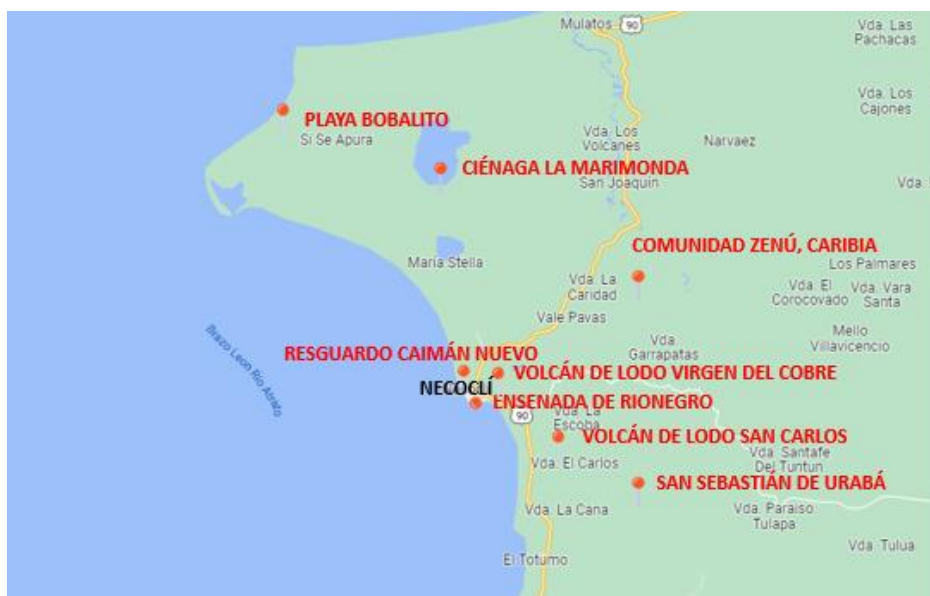 Mulatos
90
Vda. Las
Pachacas
PLAYA BOBALITO
Si Se Apura
Vda. Los
Cajones
Vda. Los
Volcanes
Narvaez
CIÉNAGA LA MARIMONDA
San Joaquin
Vda.
COMUNIDAD ZENÚ, CARIBIA
Maria Stella
Los Palmares
Vda. La
Caridad
Vda. El
Corocovado
Vda. Vara
Santa
Vale Pavas
Mello
Villavicencio
Brazo Leon Rio Atrato
RESGUARDO CAIMÁN NUEVO
Vda.
Garrapatas
VOLCÁN DE LODO VIRGEN DEL COBRE
NECOCLÍ
ENSENADA DE RIONEGRO
90
Vda. La
Escoba
VOLCÁN DE LODO SAN CARLOS
Vda. El Carlos
Vda. Santafe
Del Tuntun
SAN SEBASTIÁN DE URABÁ
Vda. La Cana
Vda. Paraiso
Tulapa
Vda. Tulua
El Totumo